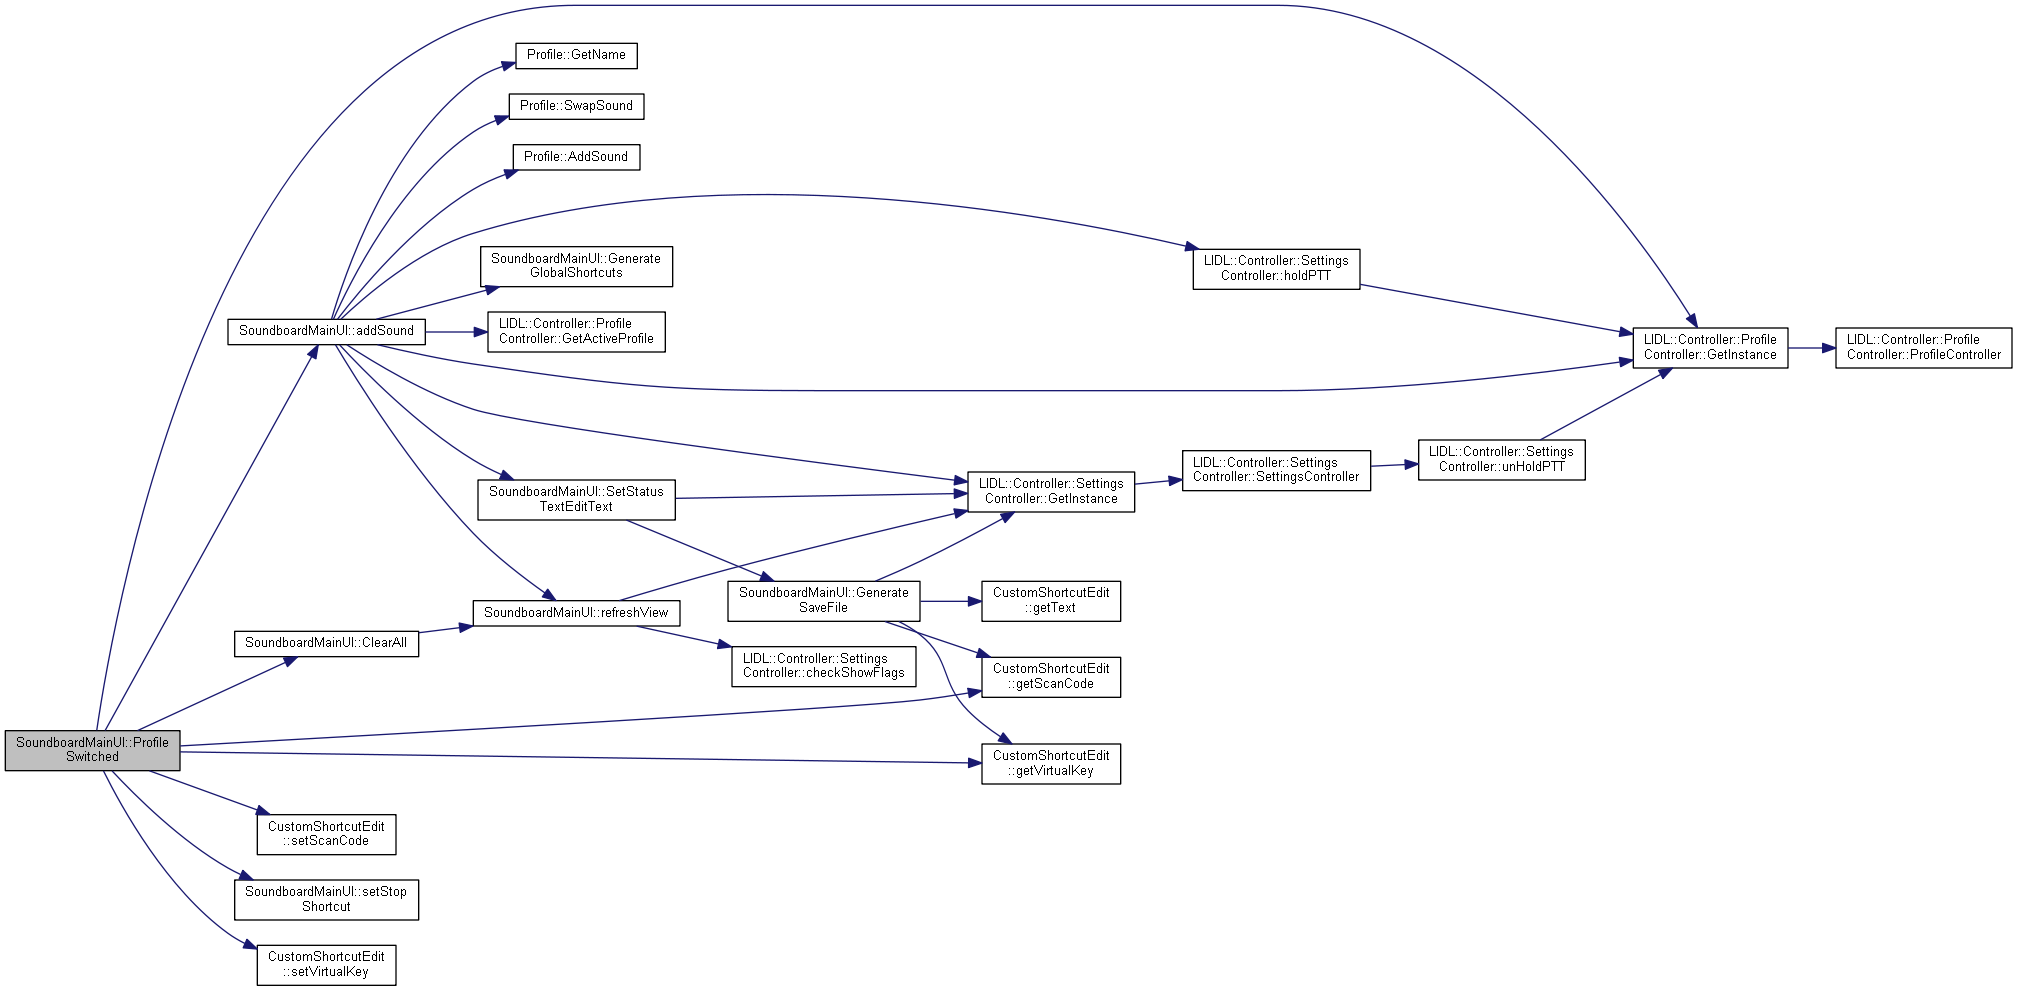 Profile::GetName
Profile::SwapSound
Profile::AddSound
SoundboardMainUI::Generate
GlobalShortcuts
LIDL::Controller::Settings
Controller::holdPTT
SoundboardMainUI::addSound
LIDL::Controller::Profile
Controller::GetActiveProfile
LIDL::Controller::Profile
Controller::GetInstance
LIDL::Controller::Profile
Controller::ProfileController
SoundboardMainUI::SetStatus
TextEditText
LIDL::Controller::Settings
Controller::GetInstance
LIDL::Controller::Settings
Controller::SettingsController
LIDL::Controller::Settings
Controller::unHoldPTT
SoundboardMainUI::refreshView
SoundboardMainUI::Generate
SaveFile
CustomShortcutEdit
::getText
SoundboardMainUI::ClearAll
LIDL::Controller::Settings
Controller::checkShowFlags
CustomShortcutEdit
::getScanCode
SoundboardMainUI::Profile
Switched
CustomShortcutEdit
::getVirtualKey
CustomShortcutEdit
::setScanCode
SoundboardMainUI::setStop
Shortcut
CustomShortcutEdit
::setVirtualKey